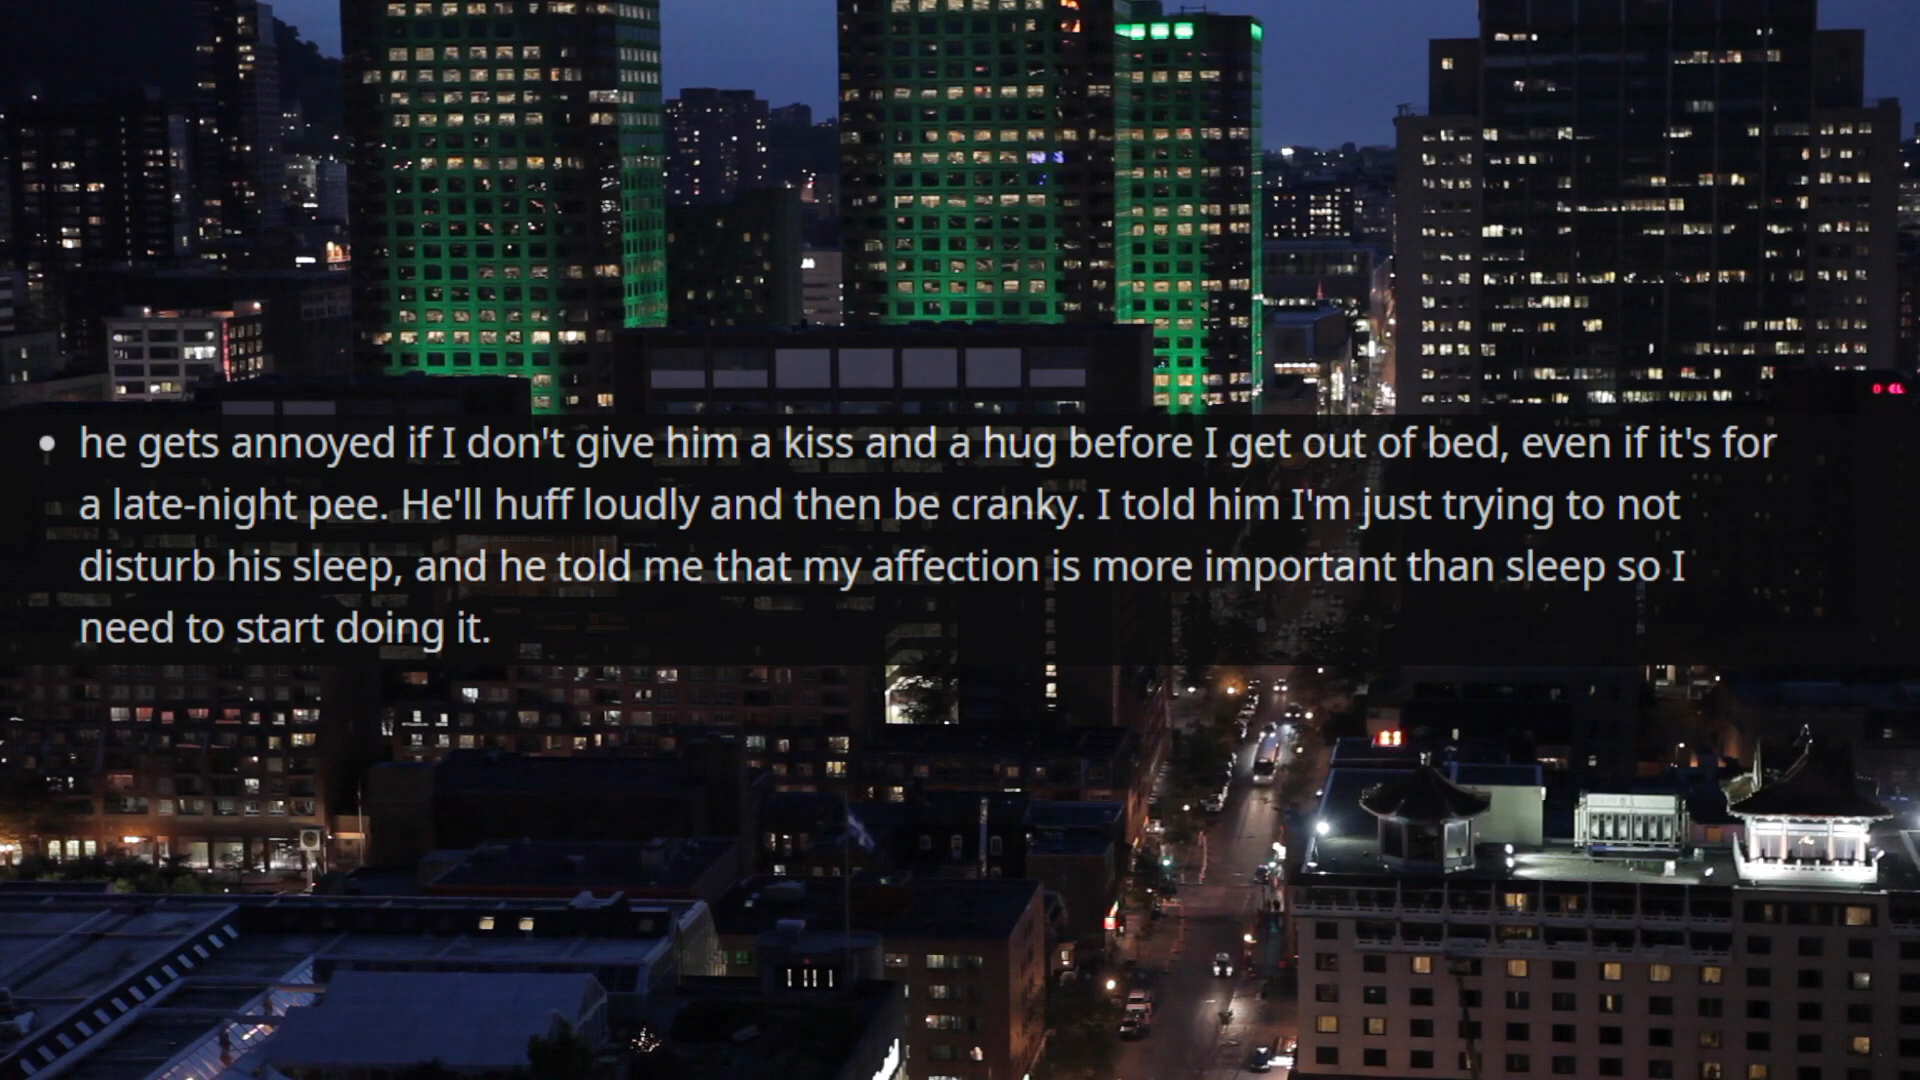 he gets annoyed if I don't give him a kiss and a hug before I get out of bed, even if it's for
a late-night pee. He'll huff loudly and then be cranky. I told him I'm just trying to not
disturb his sleep, and he told me that my affection is more important than sleep so I
need to start doing it.